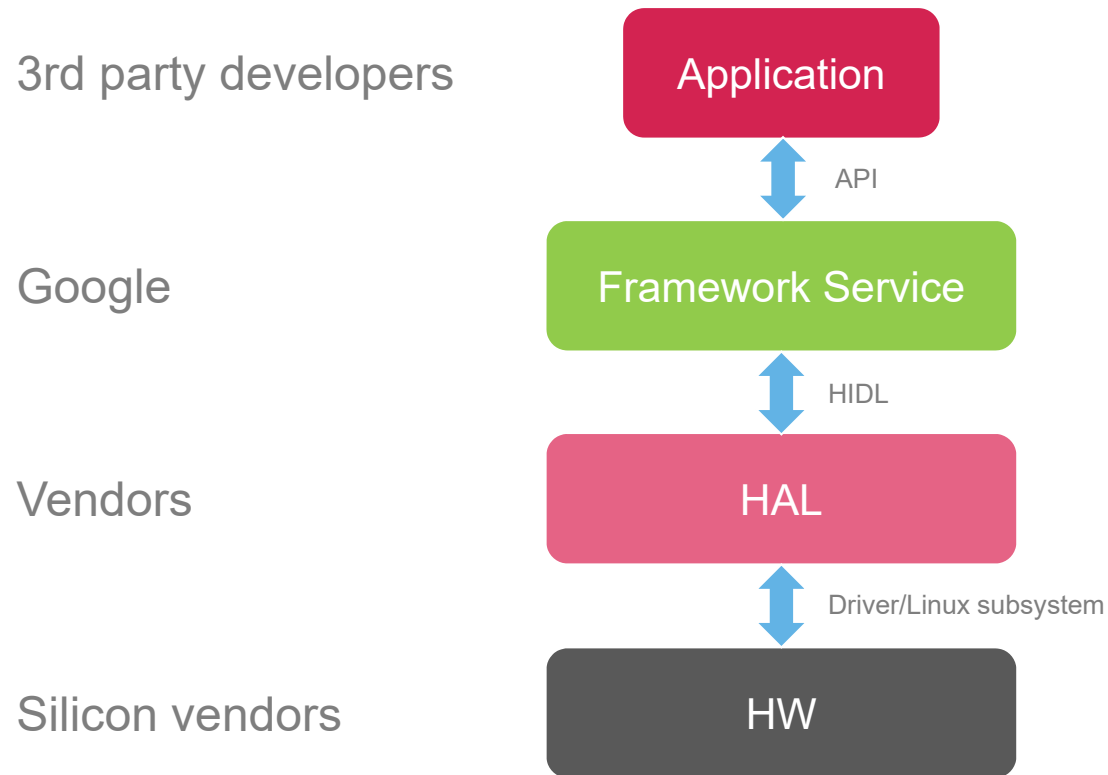 3rd party developers
Application
API
Google
Framework Service
HIDL
Vendors
HAL
Driver/Linux subsystem
Silicon vendors
HW